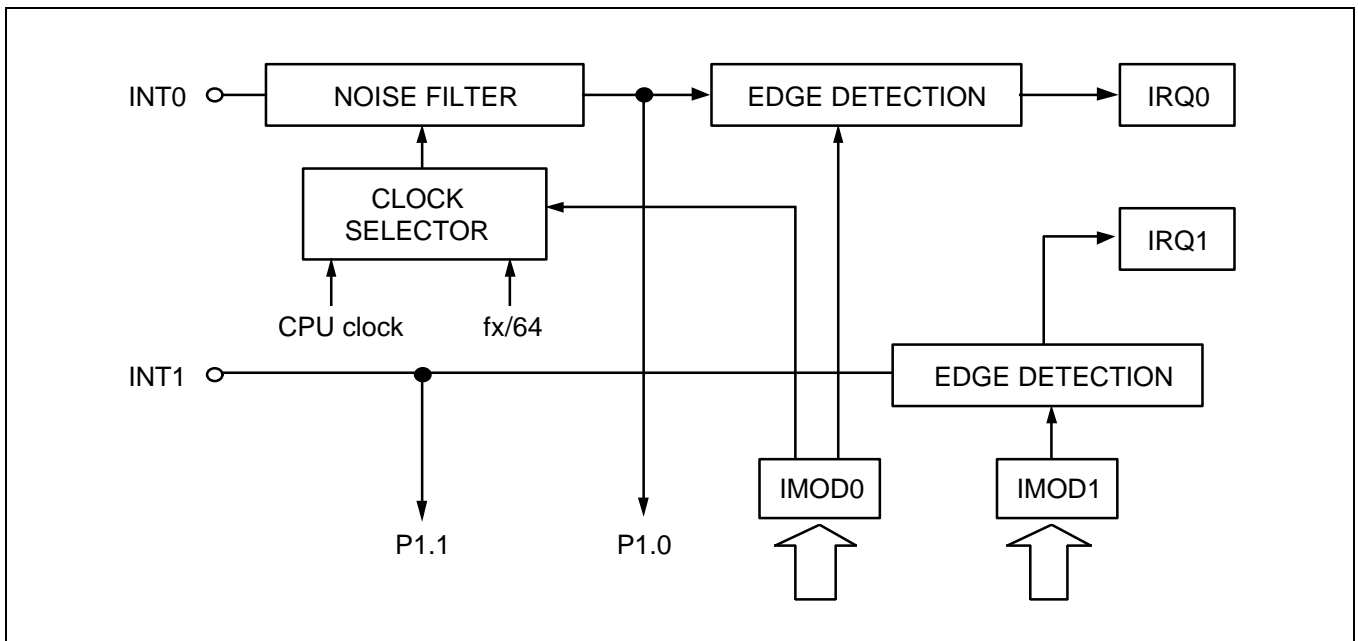 INT0
NOISE FILTER
EDGE DETECTION
IRQ0
CLOCK
SELECTOR
IRQ1
CPU clock
fx/64
INT1
EDGE DETECTION
IMOD0
IMOD1
P1.1
P1.0